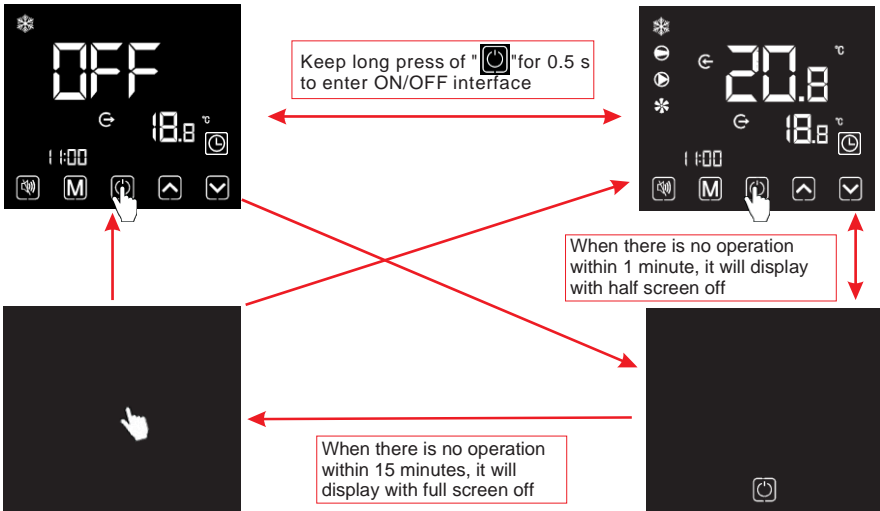 OFF
℃
18.8
11:00
M
Keep long press of " "for 0.5 s
to enter ON/OFF interface
20.8
℃
18.8
℃
11:00
M
When there is no operation
within 1 minute, it will display
with half screen off
When there is no operation
within 15 minutes, it will
display with full screen off